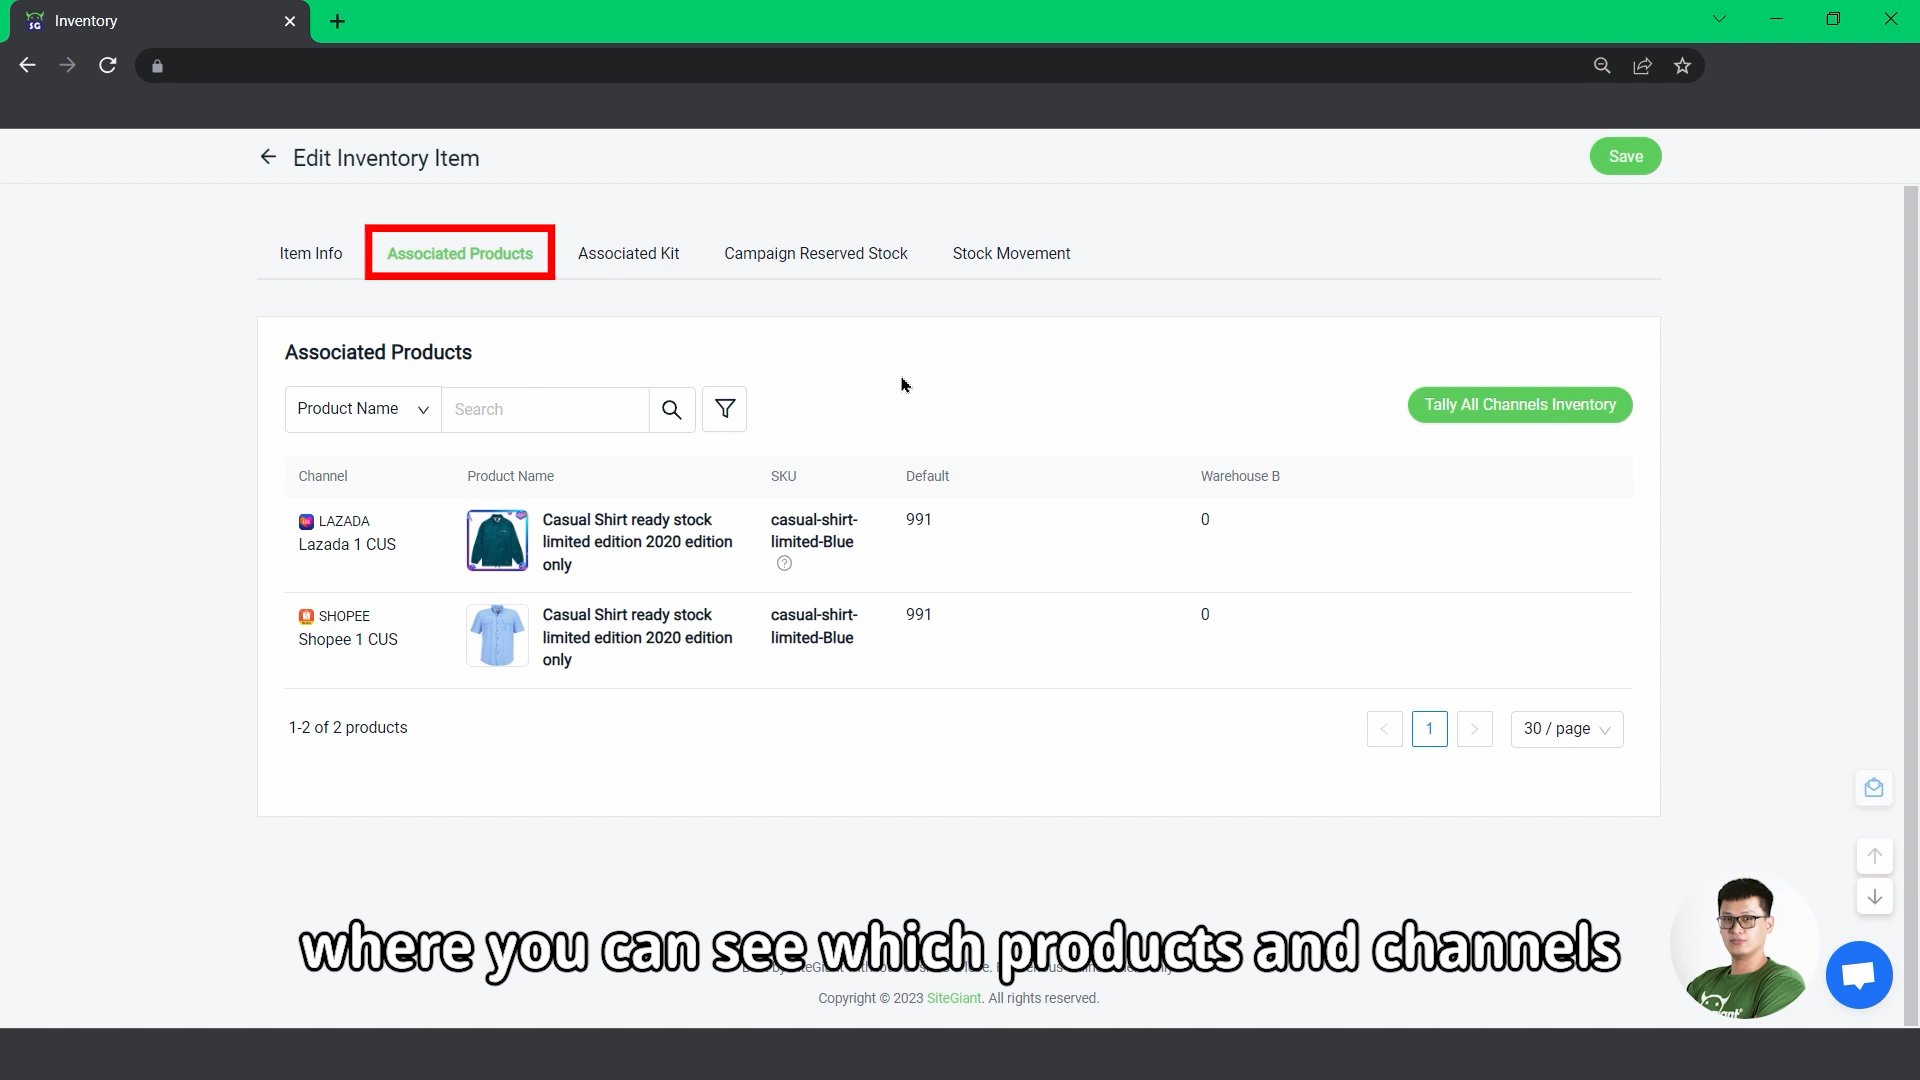 Inventory
Edit Inventory Item
Save
Item Info
Associated Products
Associated Kit
Campaign Reserved Stock
Stock Movement
Associated Products
Product Name
Search
Tally All Channels Inventory
Channel
Product Name
SKU
Default
Warehouse B
LAZADA
Lazada 1 CUS
Casual Shirt ready stock
limited edition 2020 edition
only
casual-shirt-
limited-Blue
991
0
SHOPEE
Shopee 1 CUS
Casual Shirt ready stock
limited edition 2020 edition
only
casual-shirt-
limited-Blue
991
0
1-2 of 2 products
1
30 / page
where you can see which products and channels
Copyright © 2023 SiteGiant. All rights reserved.